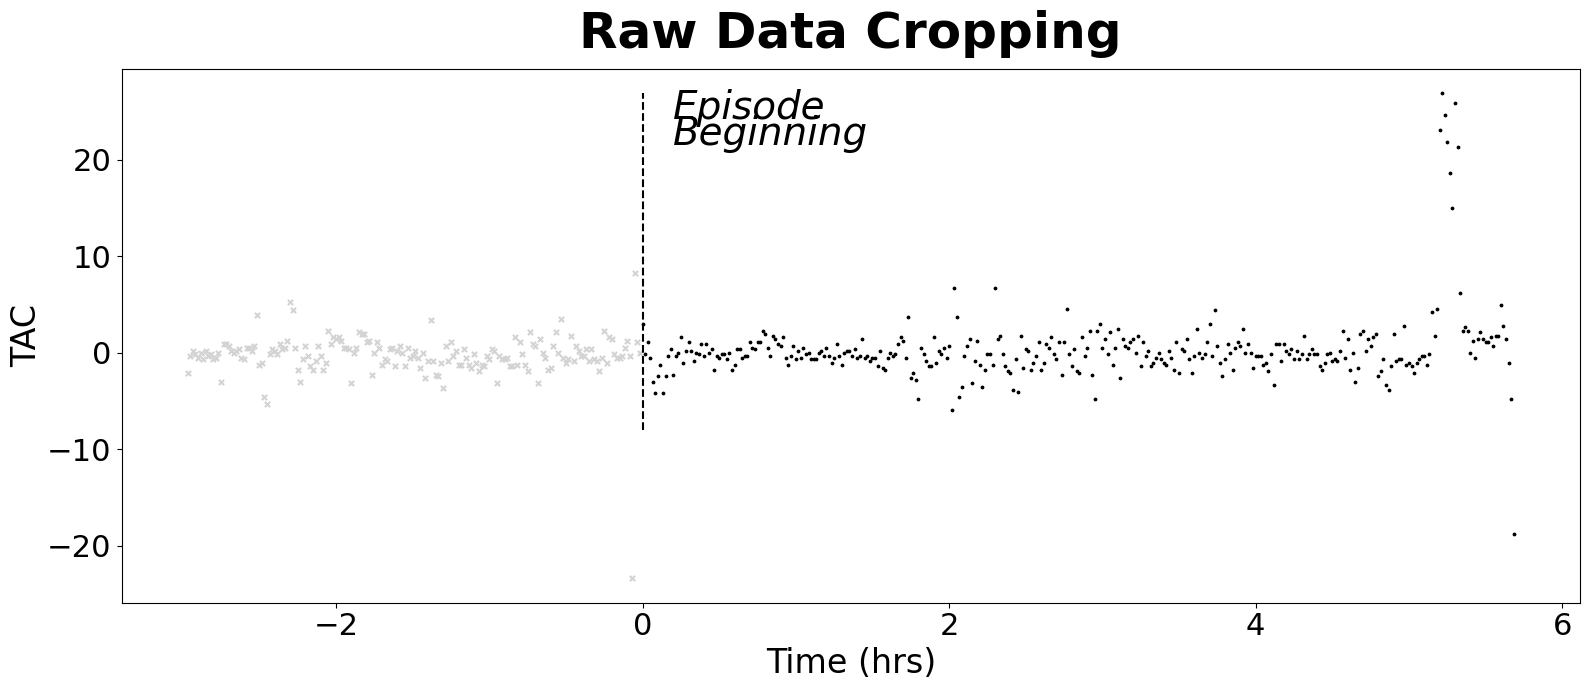 Raw Data Cropping
Episode
Beginning
TAC
20
10
0
−10
−20
−2
0
2
4
6
Time (hrs)